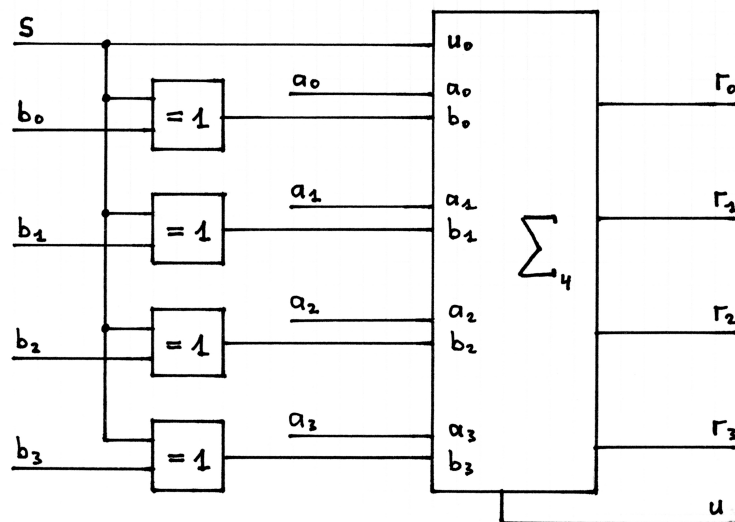 S
u₀
a₀ a₀ r₀
b₀ = 1 b₀
a₁ a₁ r₁
b₁ = 1 b₁
∑₄
a₂ a₂ r₂
b₂ = 1 b₂
a₃ a₃ r₃
b₃ = 1 b₃
u